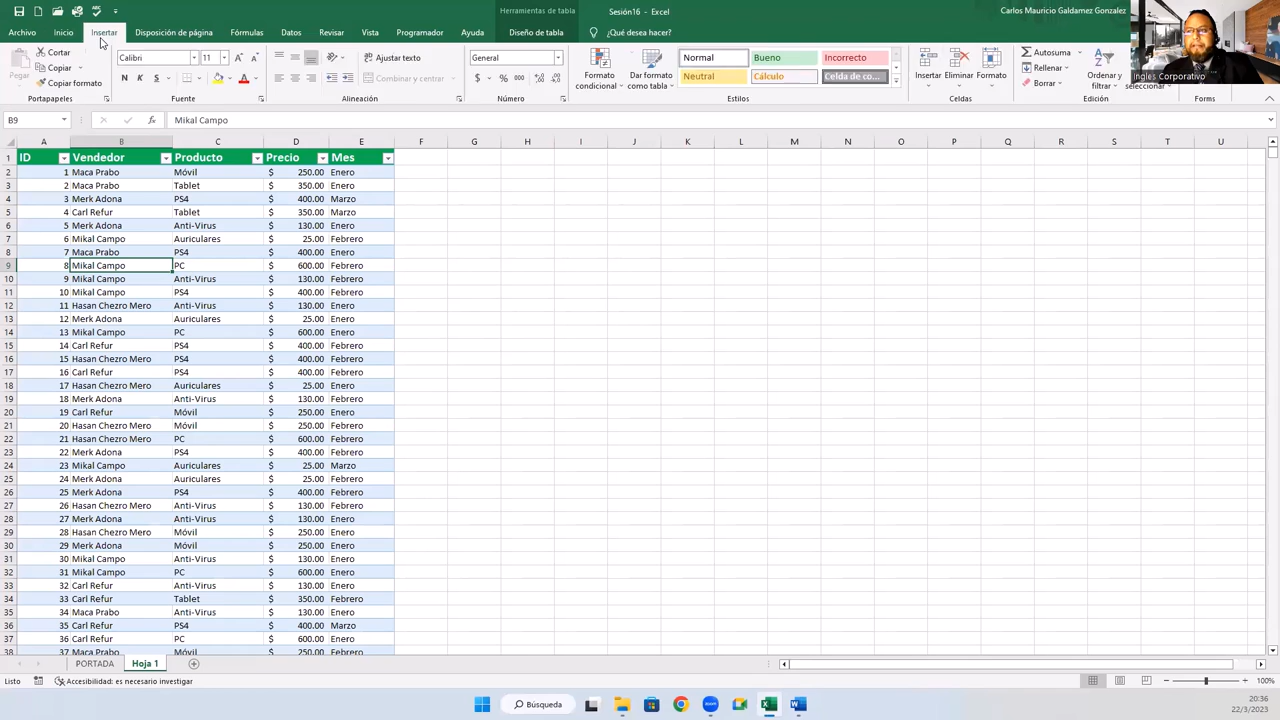 Herramientas de tabla
Sesión16 - Excel
Carlos Mauricio Galdamez Gonzalez
Archivo Inicio Insertar Disposición de página Fórmulas Datos Revisar Vista Programador Ayuda Diseño de tabla ¿Qué desea hacer?
Pegar
Cortar
Copiar
Copiar formato
Portapapeles
Calibri 11
N K S
Fuente
Ajustar texto
Combinar y centrar
Alineación
General
$ % 000
Número
Formato condicional
Dar formato como tabla
Normal Bueno Incorrecto
Neutral Cálculo Celda de co...
Estilos
Insertar Eliminar Formato
Celdas
Autosuma
Rellenar
Borrar
Ordenar y filtrar
Edición
Forms
Ingles Corporativo
B9 fx Mikal Campo
A B C D E F G H I J K L M N O P Q R S T U
1 ID Vendedor Producto Precio Mes
2 1 Maca Prabo Móvil $ 250.00 Enero
3 2 Maca Prabo Tablet $ 350.00 Enero
4 3 Merk Adona PS4 $ 400.00 Marzo
5 4 Carl Refur Tablet $ 350.00 Marzo
6 5 Merk Adona Anti-Virus $ 130.00 Enero
7 6 Mikal Campo Auriculares $ 25.00 Febrero
8 7 Maca Prabo PS4 $ 400.00 Enero
9 8 Mikal Campo PC $ 600.00 Febrero
10 9 Mikal Campo Anti-Virus $ 130.00 Febrero
11 10 Mikal Campo PS4 $ 400.00 Febrero
12 11 Hasan Chezro Mero Anti-Virus $ 130.00 Enero
13 12 Merk Adona Auriculares $ 25.00 Enero
14 13 Mikal Campo PC $ 600.00 Enero
15 14 Carl Refur PS4 $ 400.00 Febrero
16 15 Hasan Chezro Mero PS4 $ 400.00 Febrero
17 16 Carl Refur PS4 $ 400.00 Febrero
18 17 Hasan Chezro Mero Auriculares $ 25.00 Enero
19 18 Merk Adona Anti-Virus $ 130.00 Febrero
20 19 Carl Refur Móvil $ 250.00 Enero
21 20 Hasan Chezro Mero Móvil $ 250.00 Febrero
22 21 Hasan Chezro Mero PC $ 600.00 Enero
23 22 Merk Adona PS4 $ 400.00 Febrero
24 23 Mikal Campo Auriculares $ 25.00 Marzo
25 24 Merk Adona Auriculares $ 25.00 Enero
26 25 Merk Adona PS4 $ 400.00 Febrero
27 26 Hasan Chezro Mero Anti-Virus $ 130.00 Febrero
28 27 Merk Adona Anti-Virus $ 130.00 Enero
29 28 Hasan Chezro Mero Móvil $ 250.00 Enero
30 29 Merk Adona Móvil $ 250.00 Enero
31 30 Mikal Campo Anti-Virus $ 130.00 Enero
32 31 Mikal Campo PC $ 600.00 Enero
33 32 Carl Refur Anti-Virus $ 130.00 Enero
34 33 Carl Refur Tablet $ 350.00 Febrero
35 34 Maca Prabo Anti-Virus $ 130.00 Enero
36 35 Carl Refur PS4 $ 400.00 Marzo
37 36 Carl Refur PC $ 600.00 Enero
38 37 Maca Prabo Móvil $ 250.00 Febrero
PORTADA Hoja 1
Listo Accesibilidad: es necesario investigar 100%
Búsqueda
20:36
22/3/2023